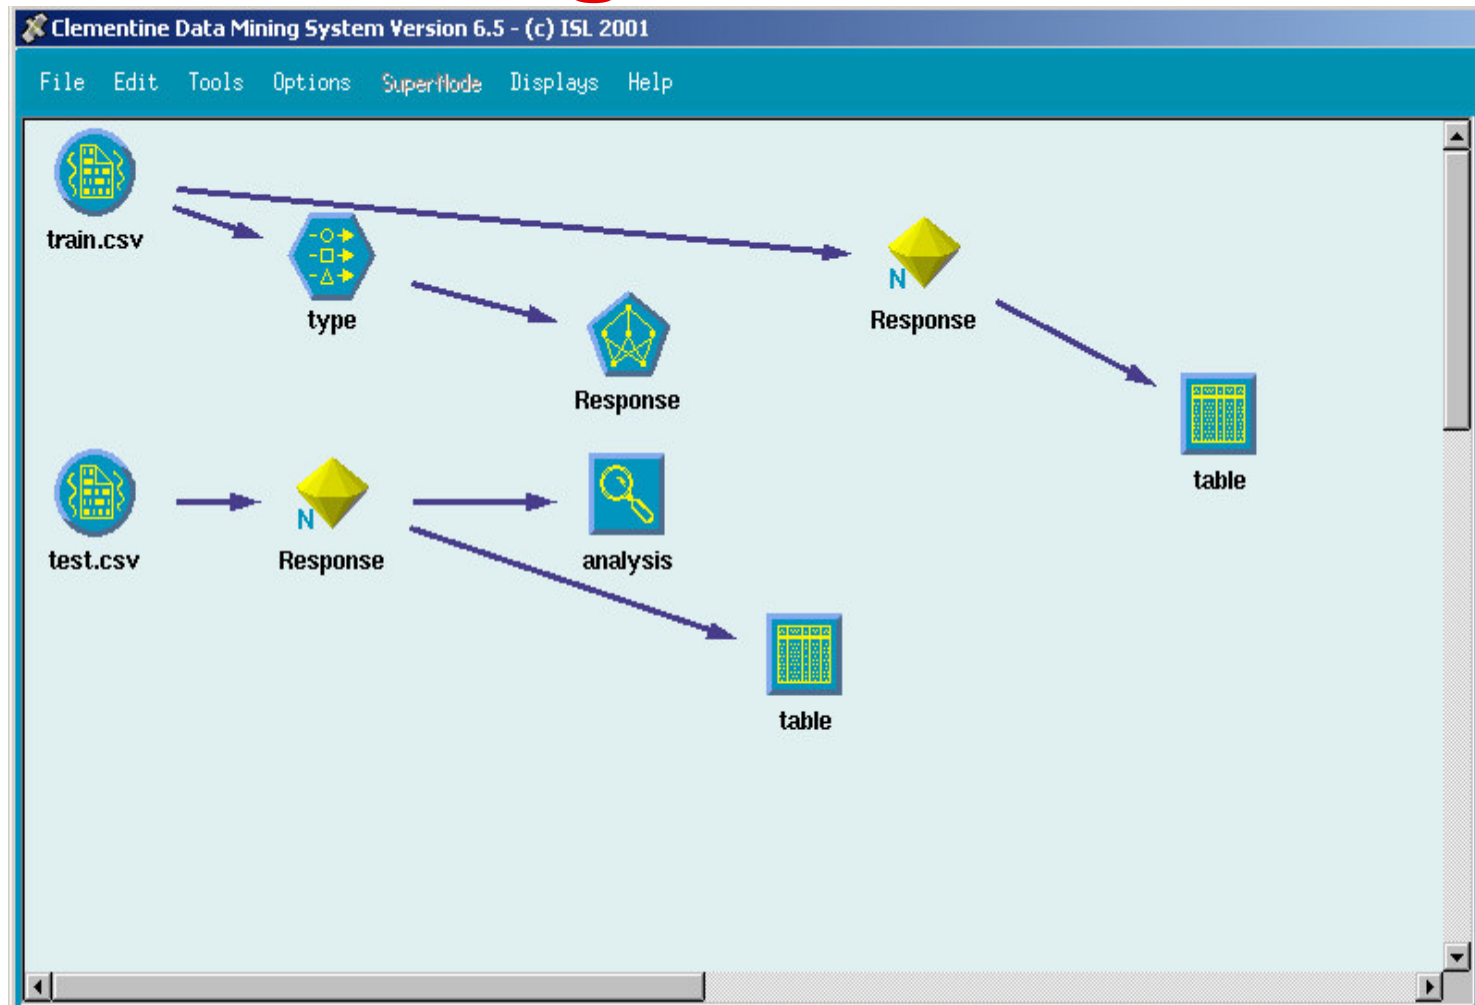 Clementine Data Mining System Version 6.5 - (c) ISL 2001
File Edit Tools Options SuperNode Displays Help
train.csv
type
Response
N
Response
table
test.csv
N
Response
analysis
table